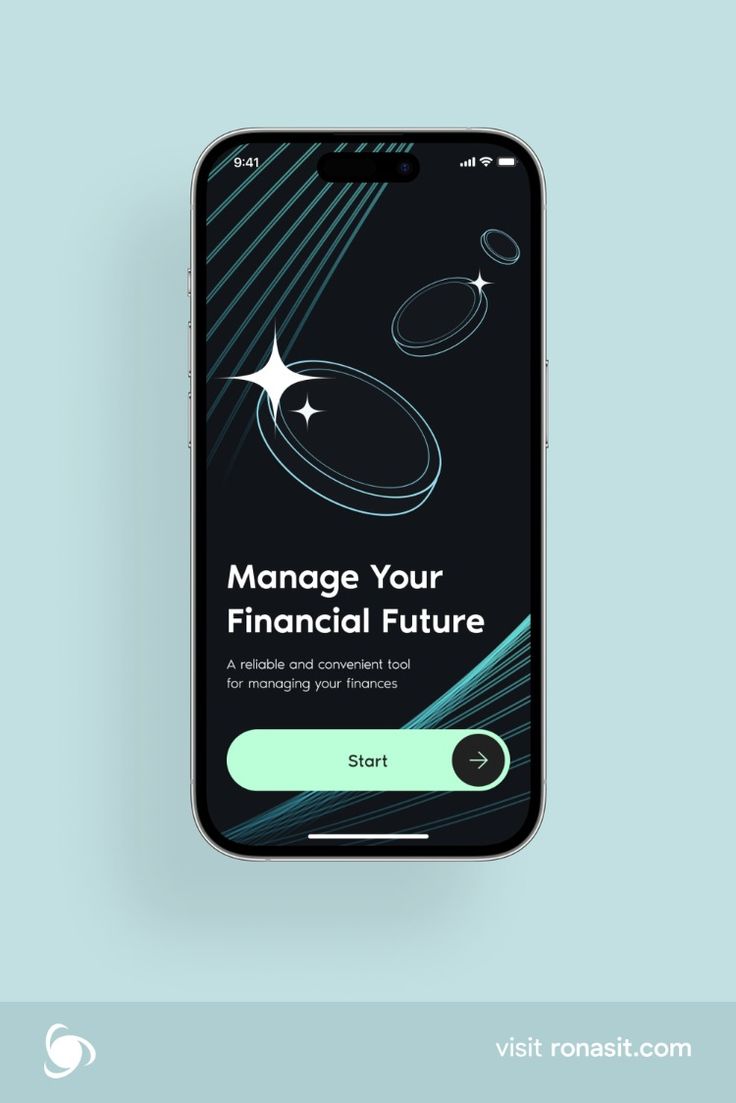 9:41
Manage Your
Financial Future
A reliable and convenient tool
for managing your finances
Start
visit ronasit.com